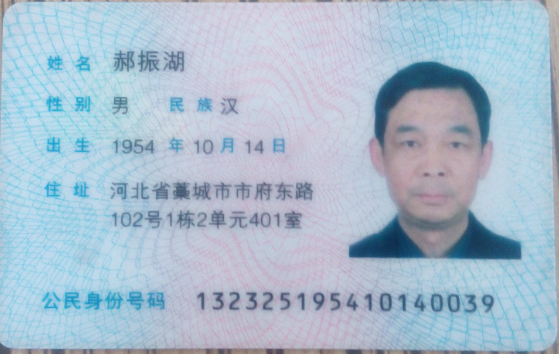 姓名 郝振湖
性别 男 民族 汉
出生 1954 年 10 月 14 日
住址 河北省藁城市市府东路
102号1栋2单元401室
公民身份号码 132325195410140039